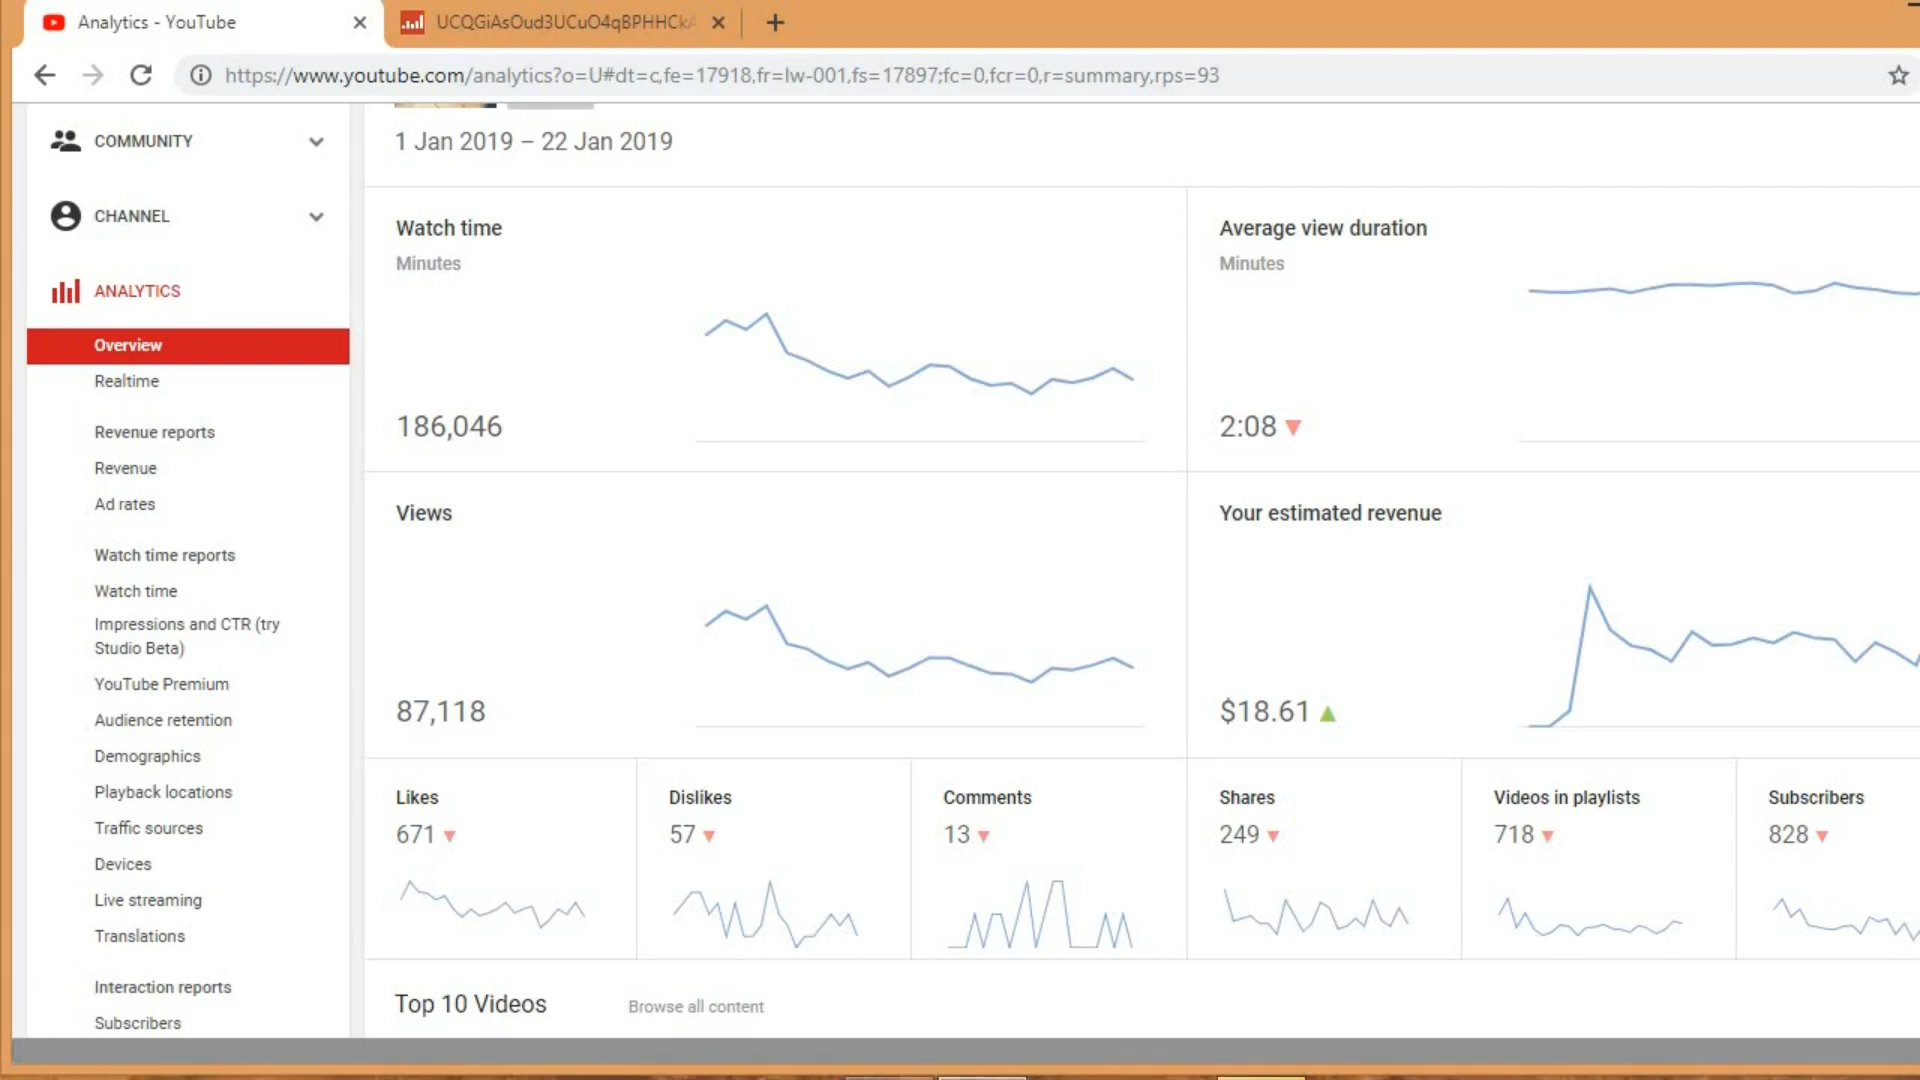 Analytics - YouTube
UCQGiAsOud3UCuO4qBPHHCkA
https://www.youtube.com/analytics?o=U#dt=c,fe=17918,fr=lw-001,fs=17897;fc=0,fcr=0,r=summary,rps=93
COMMUNITY
CHANNEL
ANALYTICS
Overview
Realtime
Revenue reports
Revenue
Ad rates
Watch time reports
Watch time
Impressions and CTR (try
Studio Beta)
YouTube Premium
Audience retention
Demographics
Playback locations
Traffic sources
Devices
Live streaming
Translations
Interaction reports
Subscribers
1 Jan 2019 – 22 Jan 2019
Watch time
Minutes
186,046
Average view duration
Minutes
2:08
Views
87,118
Your estimated revenue
$18.61
Likes
671
Dislikes
57
Comments
13
Shares
249
Videos in playlists
718
Subscribers
828
Top 10 Videos
Browse all content